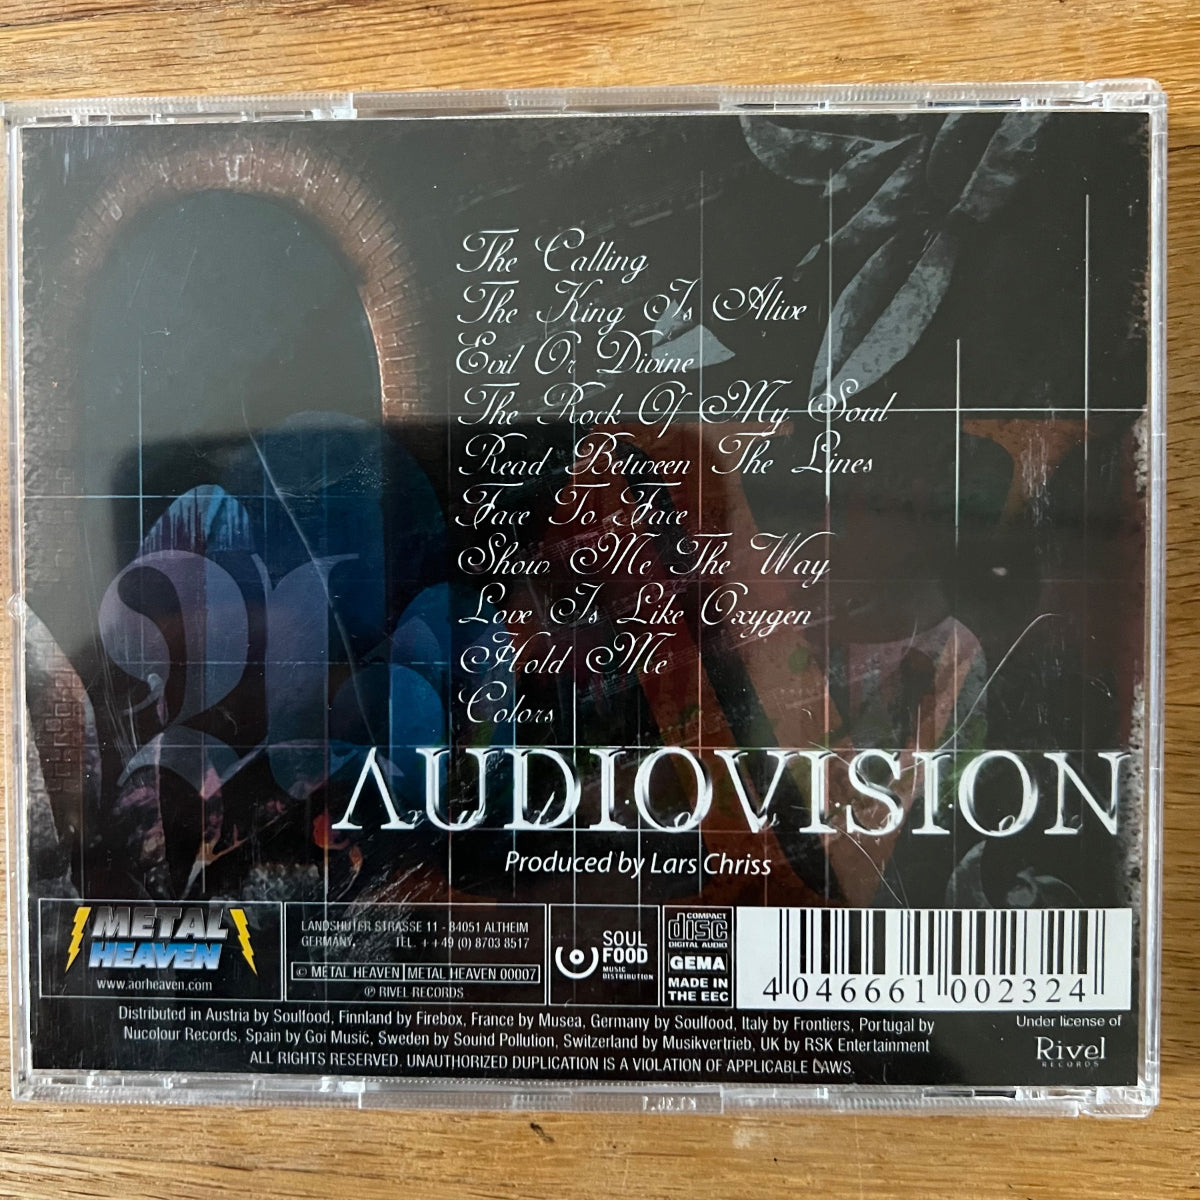 The Calling
The King Is Alive
Evil Or Divine
The Rock Of My Soul
Read Between The Lines
Face To Face
Show Me The Way
Love Is Like Oxygen
Hold Me
Colors
AUDIOVISION
Produced by Lars Chriss
METAL
HEAVEN
www.aorheaven.com
LANDSHUTER STRASSE 11 - 84051 ALTHEIM
GERMANY, TEL. ++49 (0) 8703 8517
© METAL HEAVEN METAL HEAVEN 00007
℗ RIVEL RECORDS
SOUL
FOOD
MUSIC
DISTRIBUTION
COMPACT
disc
DIGITAL AUDIO
GEMA
MADE IN
THE EEC
4 046661 002324
Distributed in Austria by Soulfood, Finnland by Firebox, France by Musea, Germany by Soulfood, Italy by Frontiers, Portugal by
Nucolour Records, Spain by Goi Music, Sweden by Sound Pollution, Switzerland by Musikvertrieb, UK by RSK Entertainment
ALL RIGHTS RESERVED. UNAUTHORIZED DUPLICATION IS A VIOLATION OF APPLICABLE LAWS.
Under license of
Rivel
RECORDS